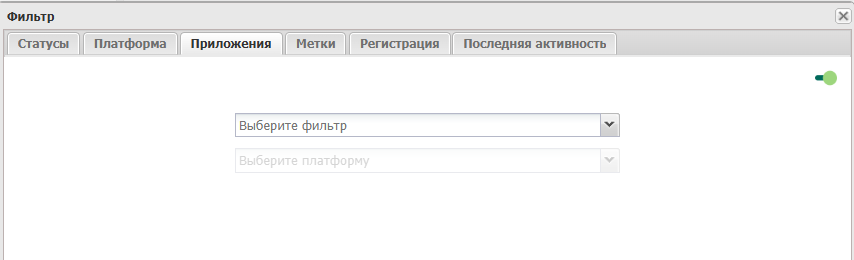 Фильтр
Статусы Платформа Приложения Метки Регистрация Последняя активность
Выберите фильтр
Выберите платформу